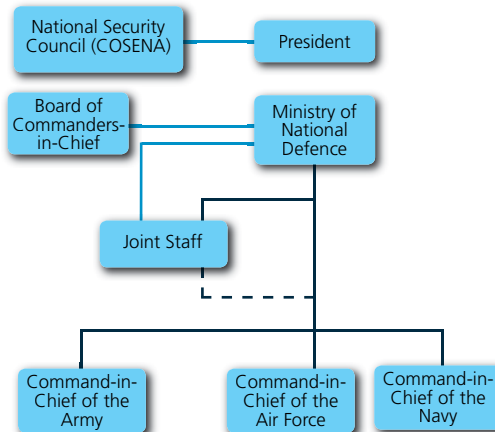 National Security
Council (COSENA)
President
Board of
Commanders-
in-Chief
Ministry of
National
Defence
Joint Staff
Command-in-
Chief of the
Army
Command-in-
Chief of the
Air Force
Command-in-
Chief of the
Navy